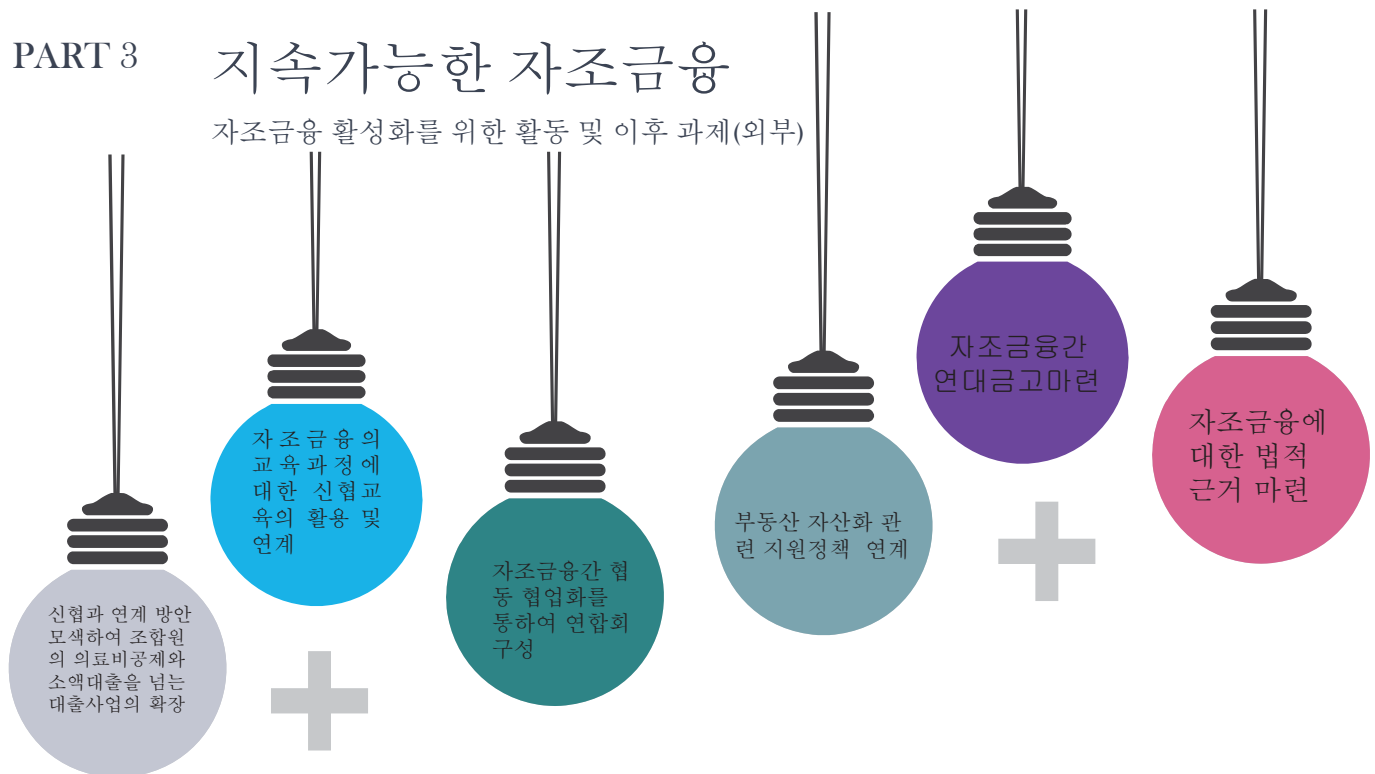 PART 3
지속가능한 자조금융
자조금융 활성화를 위한 활동 및 이후 과제(외부)
신협과 연계 방안
모색하여 조합원
의 의료비공제와
소액대출을 넘는
대출사업의 확장
자조금융의
교육과정에
대한 신협교
육의 활용 및
연계
자조금융간 협
동 협업화를
통하여 연합회
구성
부동산 자산화 관
련 지원정책 연계
자조금융간
연대금고마련
자조금융에
대한 법적
근거 마련